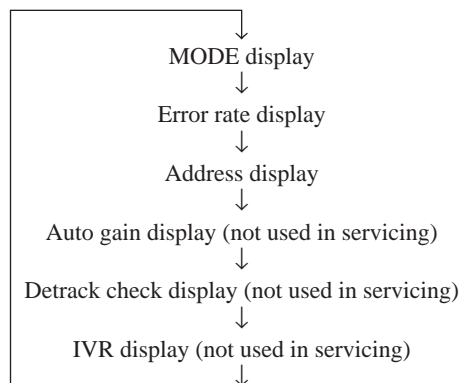 MODE display
Error rate display
Address display
Auto gain display (not used in servicing)
Detrack check display (not used in servicing)
IVR display (not used in servicing)